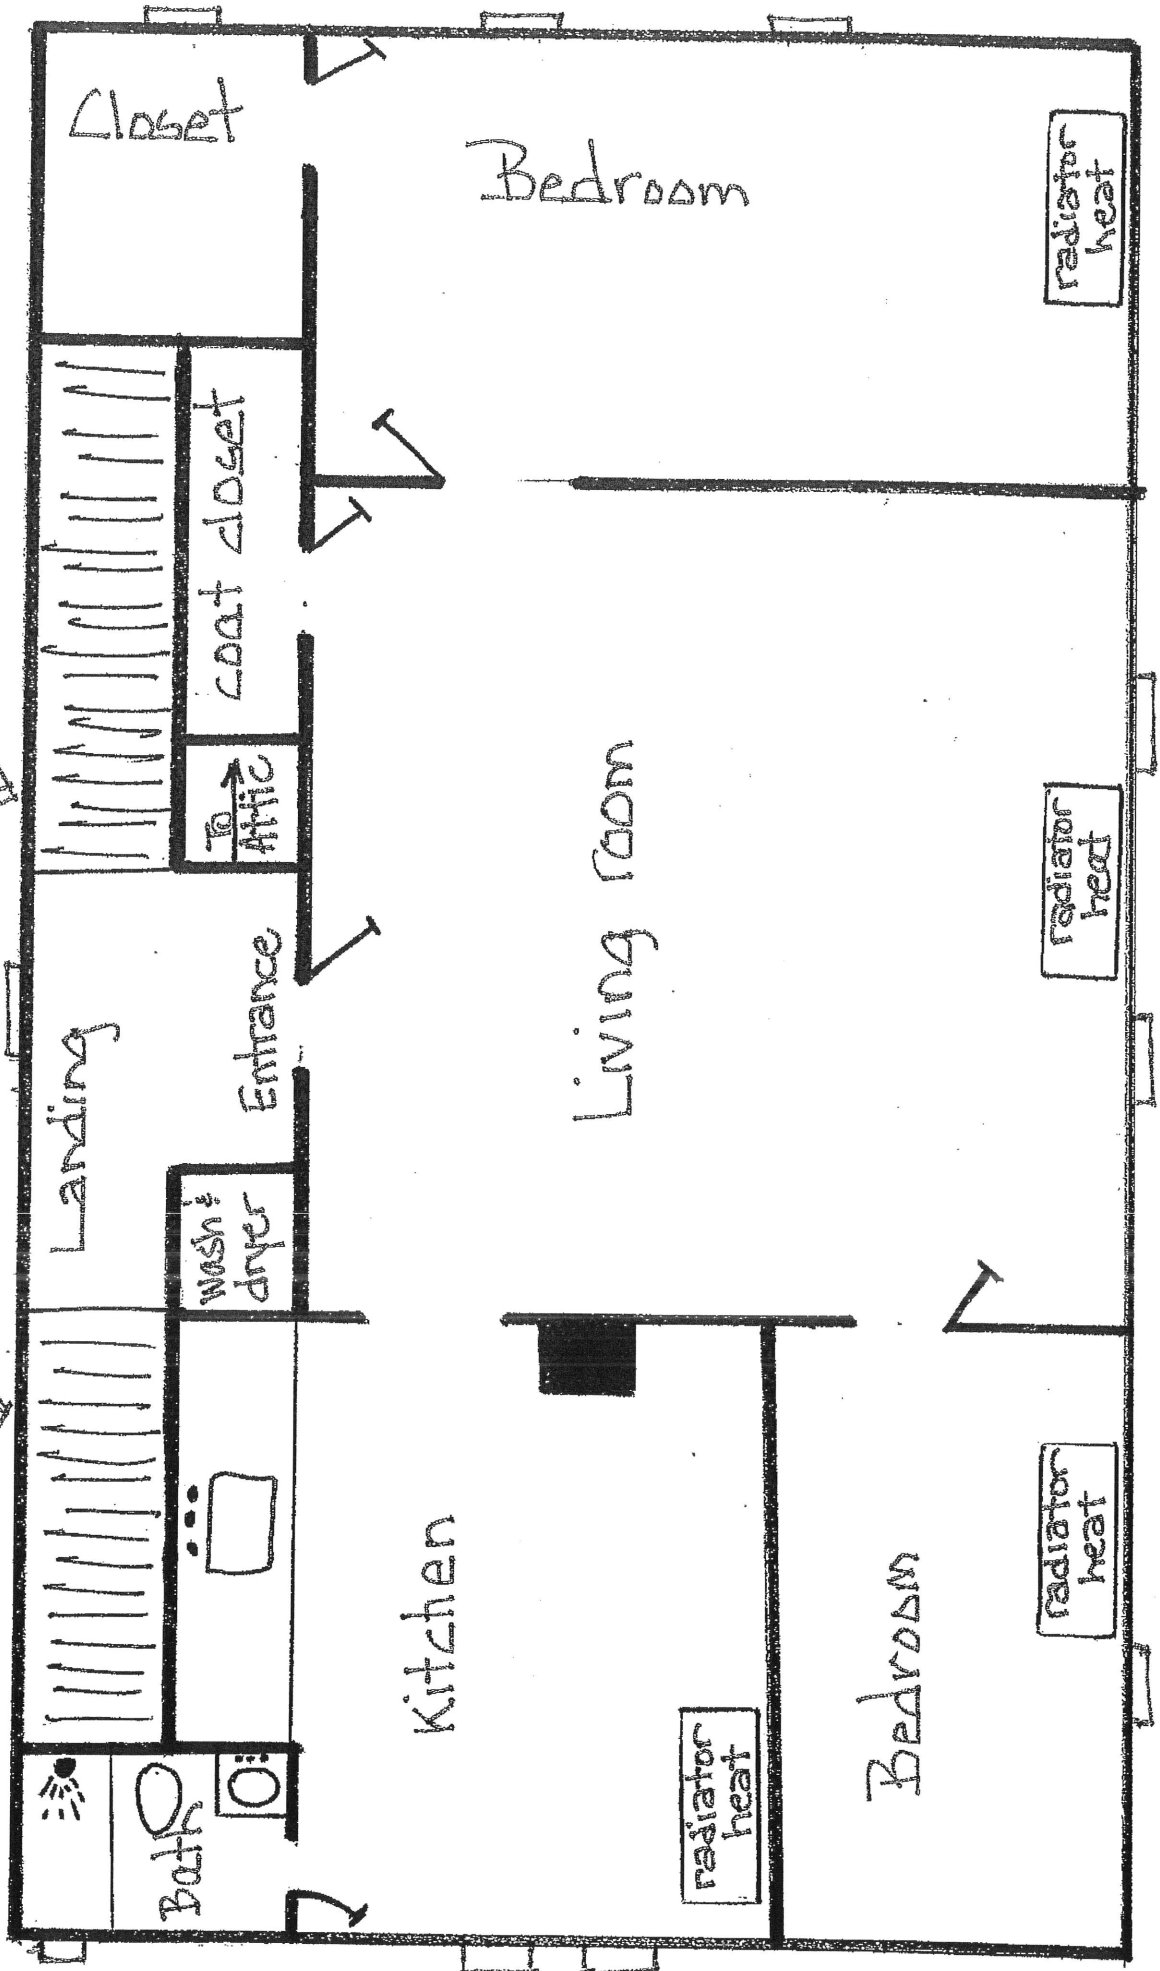 Closet
Bedroom
radiator
heat
coat closet
To
Attic
Landing
Entrance
Living room
radiator
heat
wash &
dryer
Kitchen
Bedroom
radiator
heat
radiator
heat
Bath